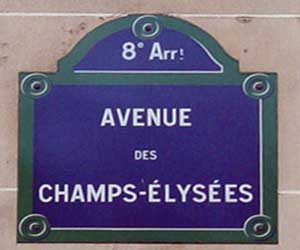 8e Arrt
AVENUE
DES
CHAMPS-ÉLYSÉES